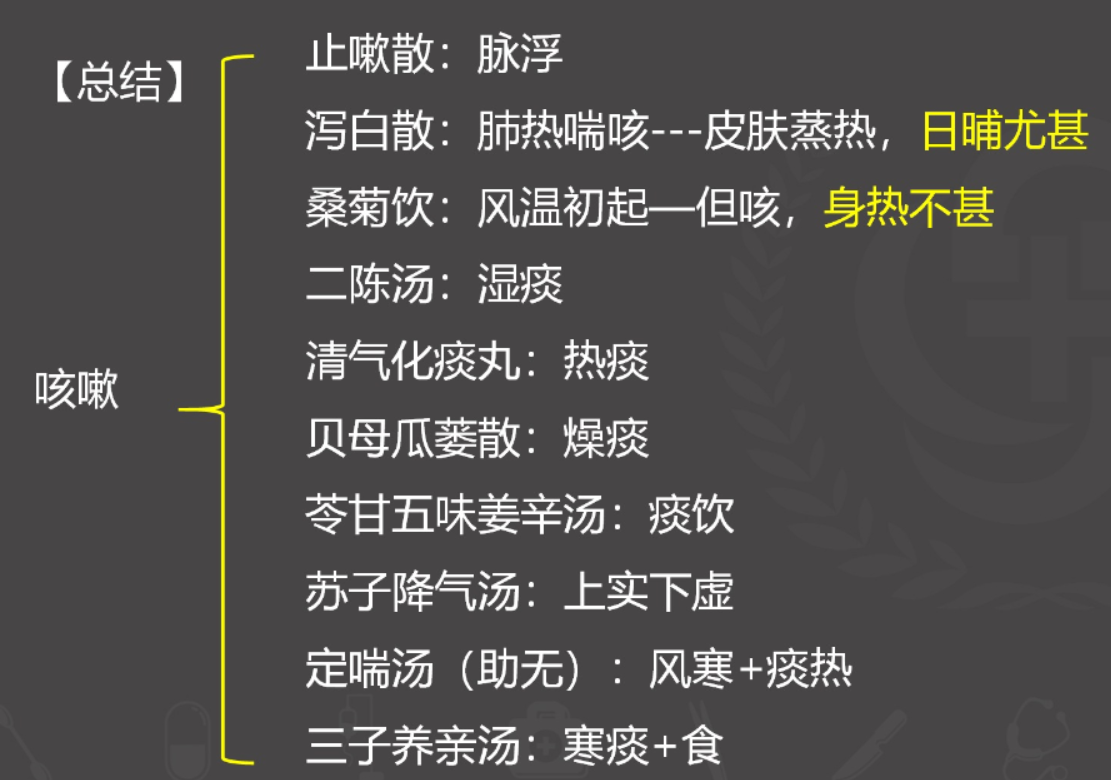 【总结】
止嗽散：脉浮
泻白散：肺热喘咳---皮肤蒸热，日晡尤甚
桑菊饮：风温初起—但咳，身热不甚
二陈汤：湿痰
清气化痰丸：热痰
咳嗽
贝母瓜蒌散：燥痰
苓甘五味姜辛汤：痰饮
苏子降气汤：上实下虚
定喘汤（助无）：风寒+痰热
三子养亲汤：寒痰+食